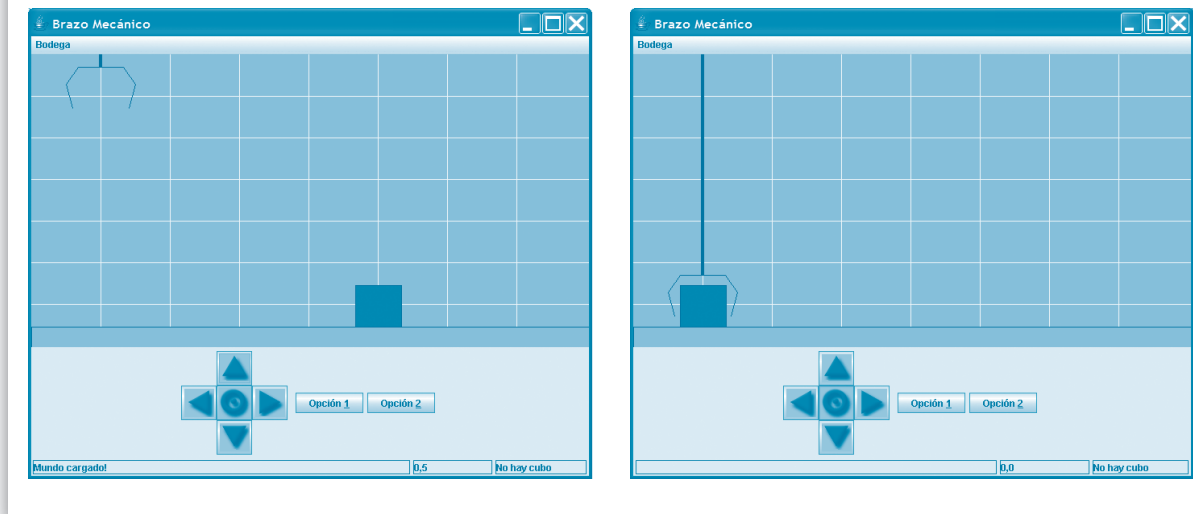 Brazo Mecánico
Bodega
Opción 1
Opción 2
Mundo cargado!
0,5
No hay cubo
Brazo Mecánico
Bodega
Opción 1
Opción 2
0,0
No hay cubo